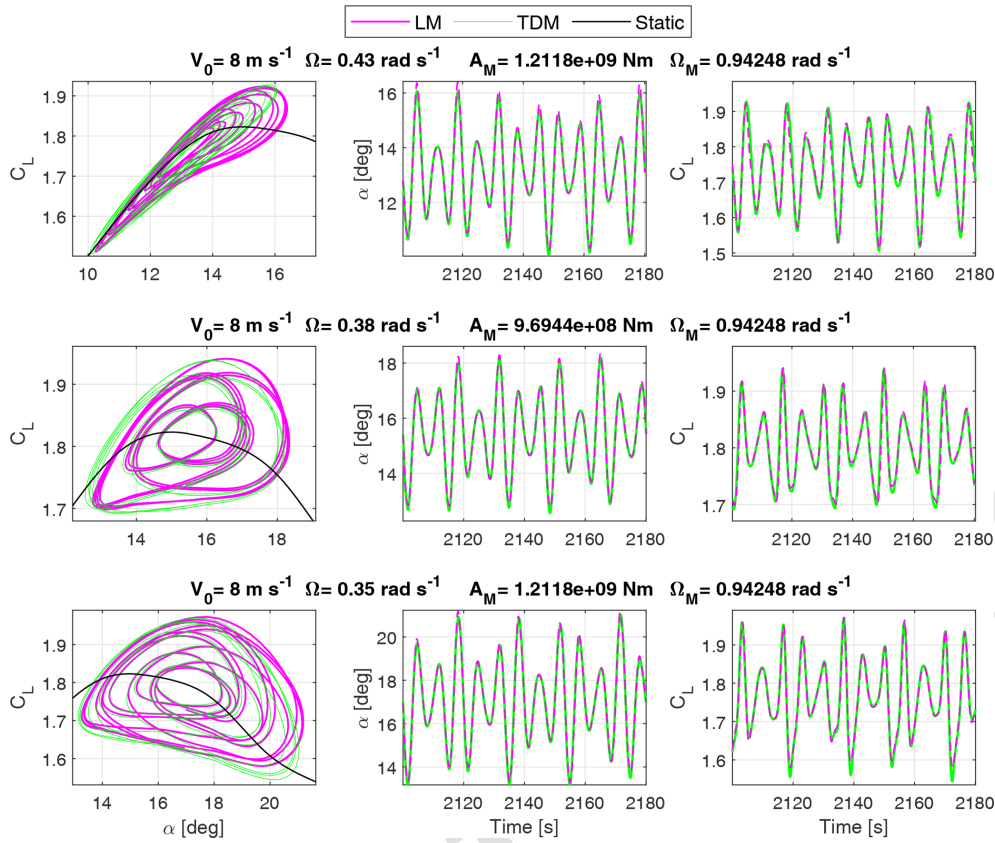 LM TDM Static
V0= 8 m s-1 Ω= 0.43 rad s-1 AM= 1.2118e+09 Nm ΩM= 0.94248 rad s-1
CL
1.9
1.8
1.7
1.6
10 12 14 16
α [deg]
16
14
12
2120 2140 2160 2180
CL
1.9
1.8
1.7
1.6
1.5
2120 2140 2160 2180
V0= 8 m s-1 Ω= 0.38 rad s-1 AM= 9.6944e+08 Nm ΩM= 0.94248 rad s-1
CL
1.9
1.8
1.7
14 16 18
α [deg]
18
16
14
2120 2140 2160 2180
CL
1.9
1.8
1.7
2120 2140 2160 2180
V0= 8 m s-1 Ω= 0.35 rad s-1 AM= 1.2118e+09 Nm ΩM= 0.94248 rad s-1
CL
1.9
1.8
1.7
1.6
14 16 18 20
α [deg]
α [deg]
20
18
16
14
2120 2140 2160 2180
Time [s]
CL
1.9
1.8
1.7
1.6
2120 2140 2160 2180
Time [s]